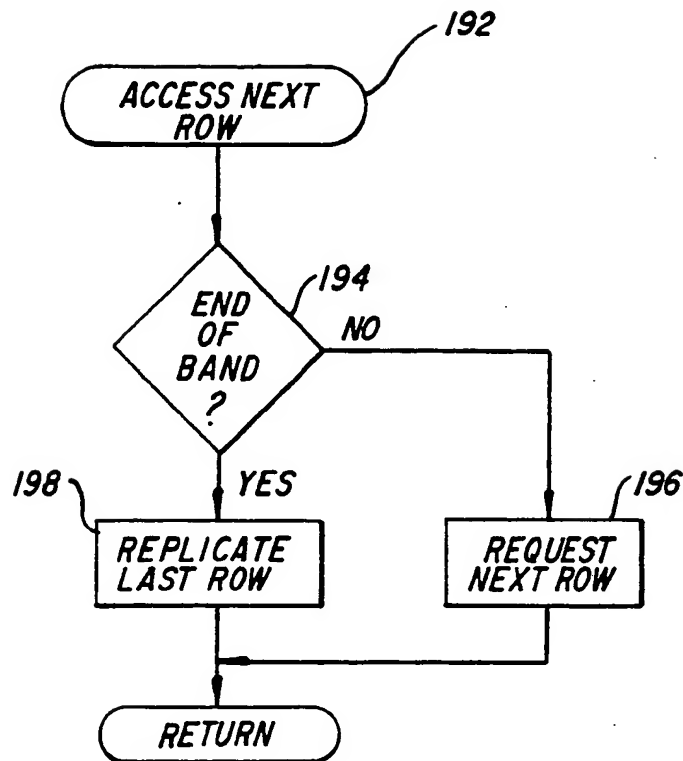 192
ACCESS NEXT
ROW
194
END
OF
BAND
?
NO
YES
198
196
REPLICATE
LAST ROW
REQUEST
NEXT ROW
RETURN